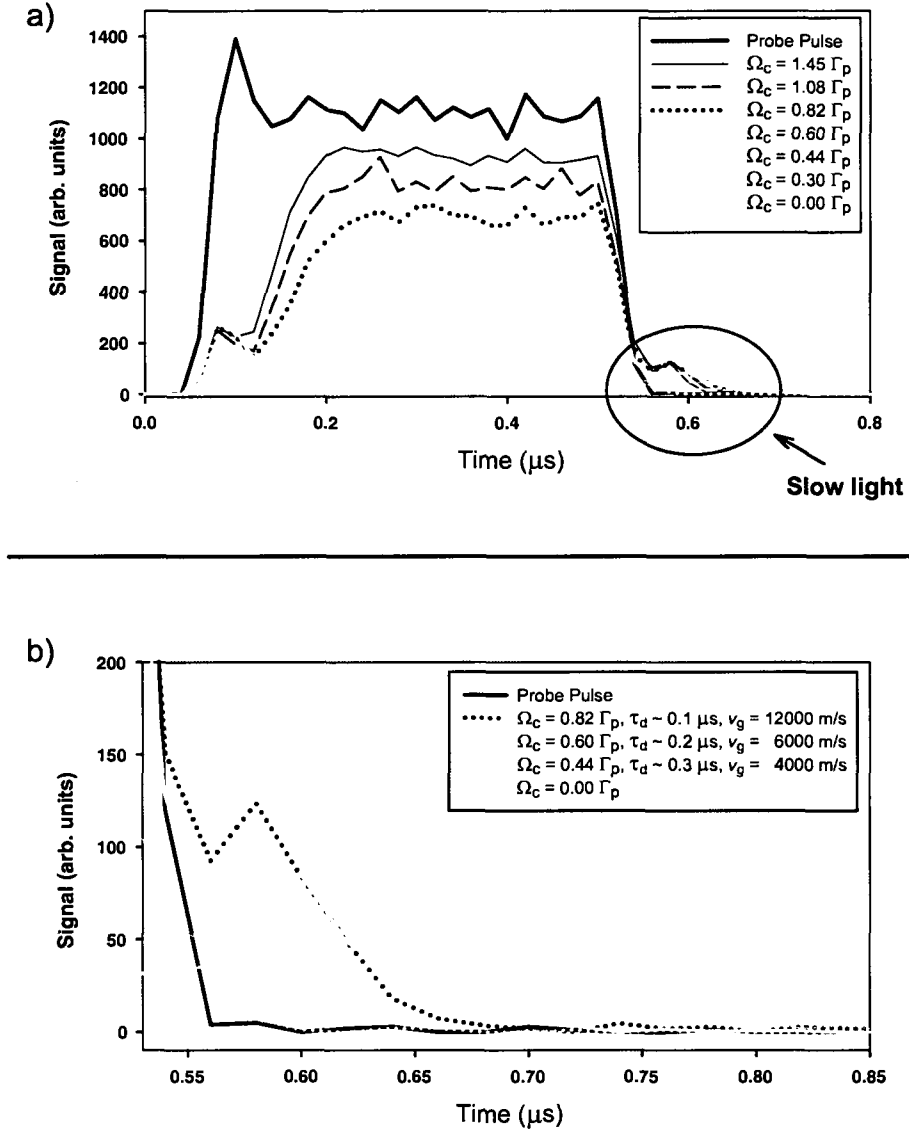 a)
1400
1200
1000
800
600
400
200
0
Signal (arb. units)
Probe Pulse
Ωc = 1.45 Γp
Ωc = 1.08 Γp
Ωc = 0.82 Γp
Ωc = 0.60 Γp
Ωc = 0.44 Γp
Ωc = 0.30 Γp
Ωc = 0.00 Γp
0.0 0.2 0.4 0.6 0.8
Time (μs)
Slow light
b)
200
150
100
50
0
Signal (arb. units)
Probe Pulse
Ωc = 0.82 Γp, τd ~ 0.1 μs, vg = 12000 m/s
Ωc = 0.60 Γp, τd ~ 0.2 μs, vg = 6000 m/s
Ωc = 0.44 Γp, τd ~ 0.3 μs, vg = 4000 m/s
Ωc = 0.00 Γp
0.55 0.60 0.65 0.70 0.75 0.80 0.85
Time (μs)